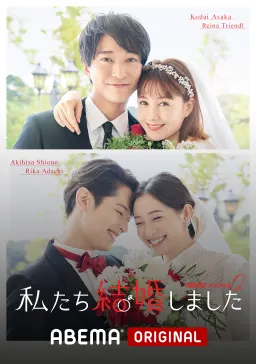 Kodai Asaka
Reina Triendl
Akihisa Shiono
Rika Adachi
私たち結婚しました
2
ABEMA ORIGINAL